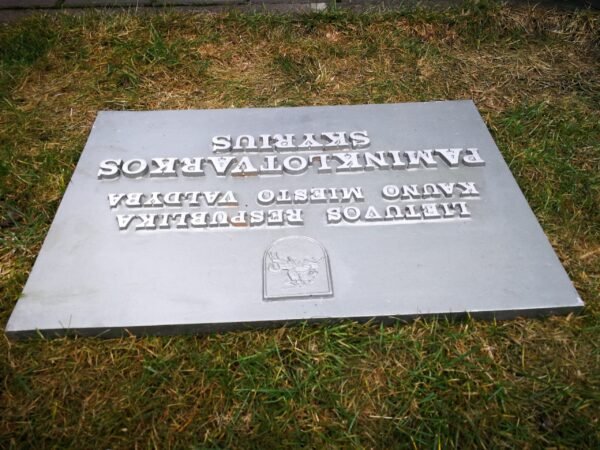 LIETUVOS RESPUBLIKA
KAUNO MIESTO VALDYBA
PAMINKLOTVARKOS
SKYRIUS